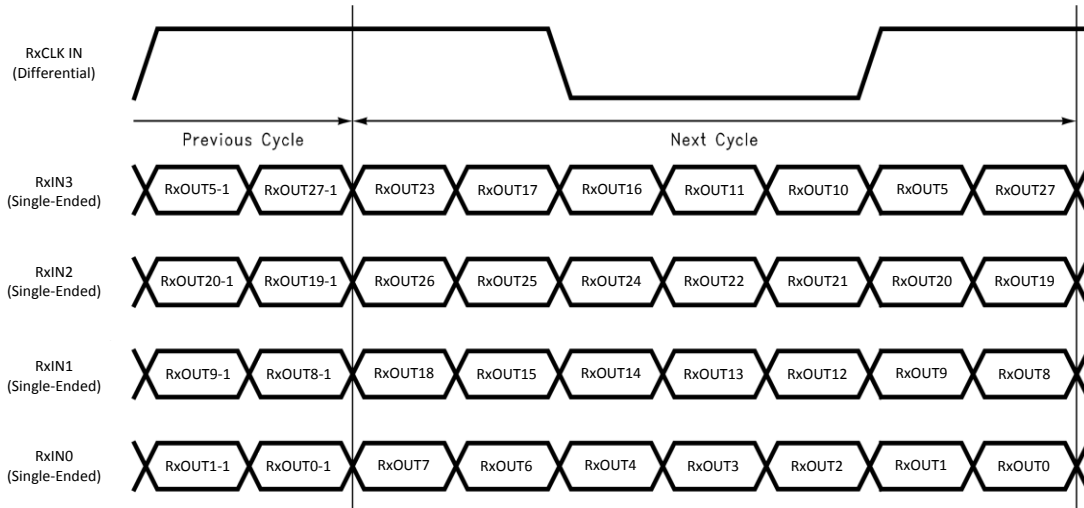 RxCLK IN
(Differential)
Previous Cycle
Next Cycle
RxIN3
(Single-Ended)
RxOUT5-1 RxOUT27-1 RxOUT23 RxOUT17 RxOUT16 RxOUT11 RxOUT10 RxOUT5 RxOUT27
RxIN2
(Single-Ended)
RxOUT20-1 RxOUT19-1 RxOUT26 RxOUT25 RxOUT24 RxOUT22 RxOUT21 RxOUT20 RxOUT19
RxIN1
(Single-Ended)
RxOUT9-1 RxOUT8-1 RxOUT18 RxOUT15 RxOUT14 RxOUT13 RxOUT12 RxOUT9 RxOUT8
RxIN0
(Single-Ended)
RxOUT1-1 RxOUT0-1 RxOUT7 RxOUT6 RxOUT4 RxOUT3 RxOUT2 RxOUT1 RxOUT0